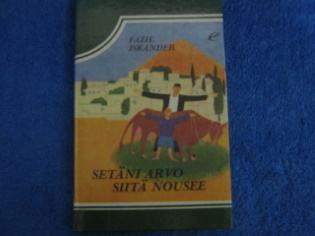 FAZIL
ISKANDER
e
SETÄNI ARVO
SIITÄ NOUSEE